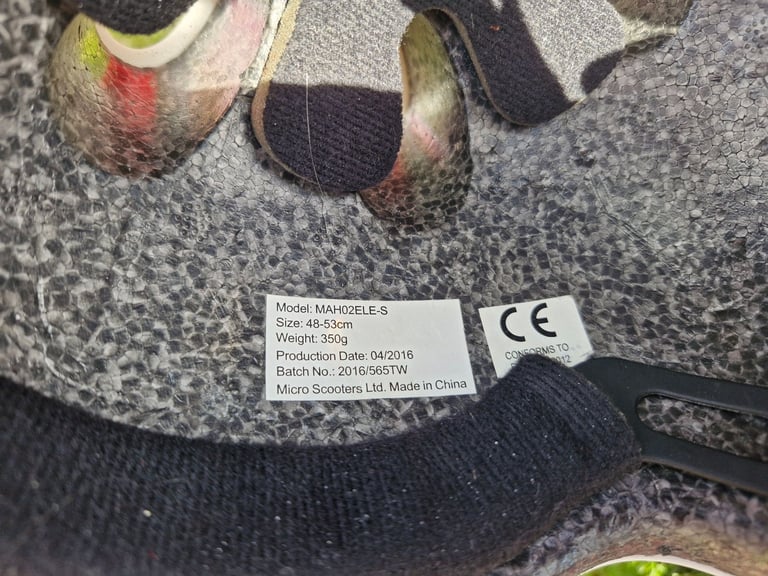 Model: MAH02ELE-S
Size: 48-53cm
Weight: 350g
Production Date: 04/2016
Batch No.: 2016/565TW
Micro Scooters Ltd. Made in China
CE
CONFORMS TO